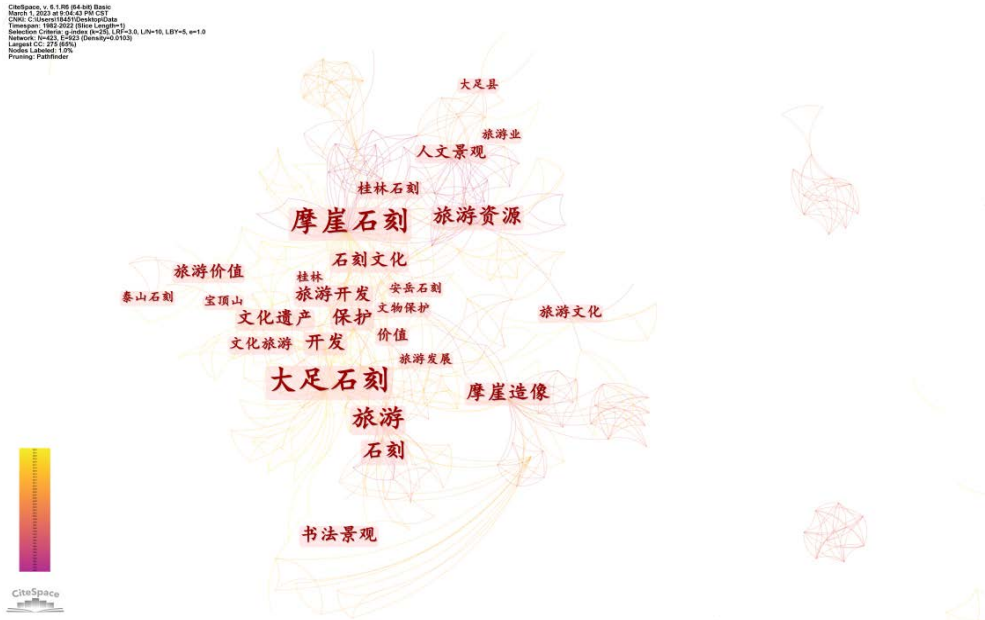 CiteSpace, v. 6.1.R6 (64-bit) Basic
March 1, 2023 at 9:04:43 PM CST
CNKI: C:\Users\18451\Desktop\Data
Timespan: 1982-2022 (Slice Length=1)
Selection Criteria: g-index (k=25), LRF=3.0, L/N=10, LBY=5, e=1.0
Network: N=423, E=923 (Density=0.0103)
Largest CC: 275 (65%)
Nodes Labeled: 1.0%
Pruning: Pathfinder
大足县
旅游业
人文景观
桂林石刻
摩崖石刻
旅游资源
石刻文化
旅游价值
桂林
安岳石刻
泰山石刻
宝顶山
旅游开发
文物保护
旅游文化
文化遗产
保护
文化旅游
开发
价值
旅游发展
大足石刻
摩崖造像
旅游
石刻
书法景观
CiteSpace